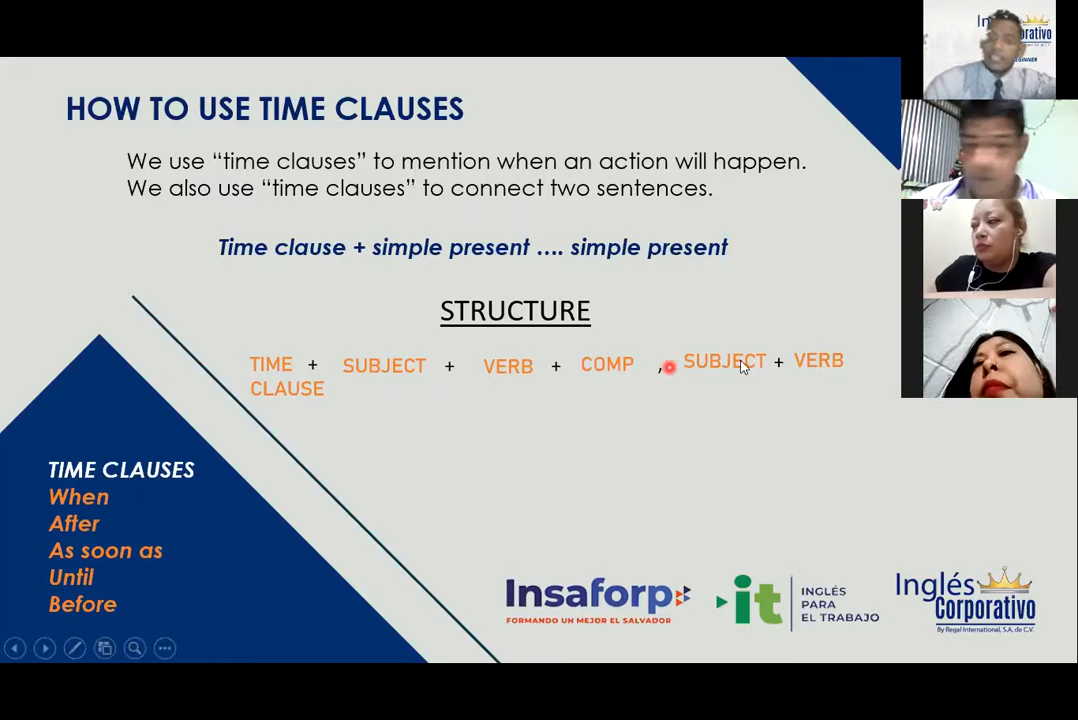 HOW TO USE TIME CLAUSES
We use “time clauses” to mention when an action will happen.
We also use “time clauses” to connect two sentences.
Time clause + simple present …. simple present
STRUCTURE
TIME CLAUSE + SUBJECT + VERB + COMP , SUBJECT + VERB
TIME CLAUSES
When
After
As soon as
Until
Before
Insaforp
FORMANDO UN MEJOR EL SALVADOR
it
INGLÉS
PARA
EL TRABAJO
Inglés
Corporativo
By Regal International, S.A. de C.V.